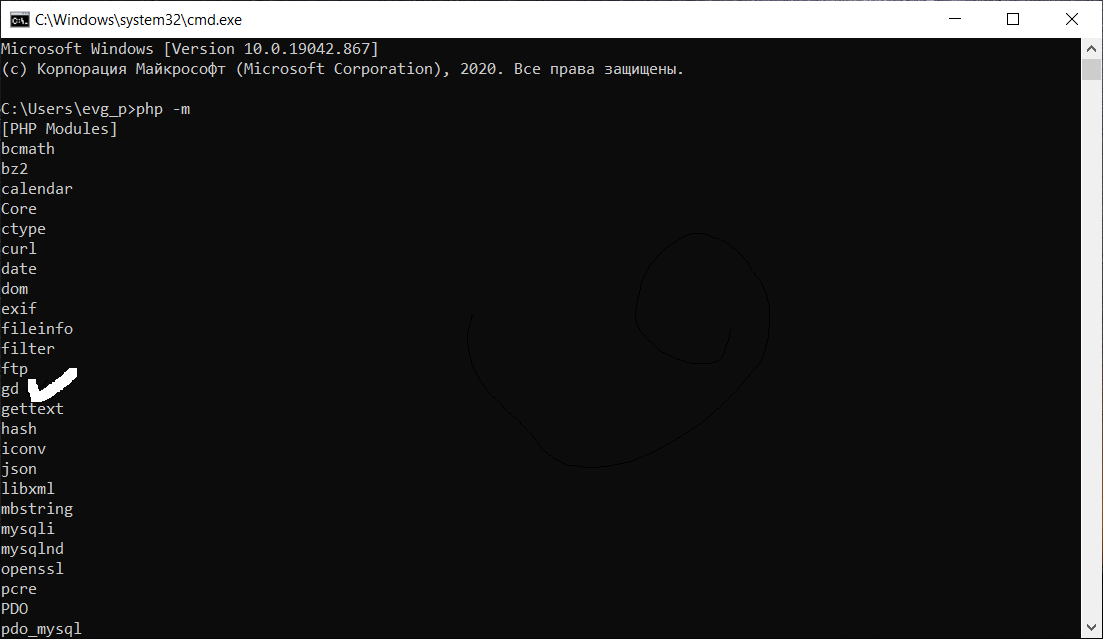 C:\Windows\system32\cmd.exe
Microsoft Windows [Version 10.0.19042.867]
(c) Корпорация Майкрософт (Microsoft Corporation), 2020. Все права защищены.
C:\Users\evg_p>php -m
[PHP Modules]
bcmath
bz2
calendar
Core
ctype
curl
date
dom
exif
fileinfo
filter
ftp
gd
gettext
hash
iconv
json
libxml
mbstring
mysqli
mysqlnd
openssl
pcre
PDO
pdo_mysql